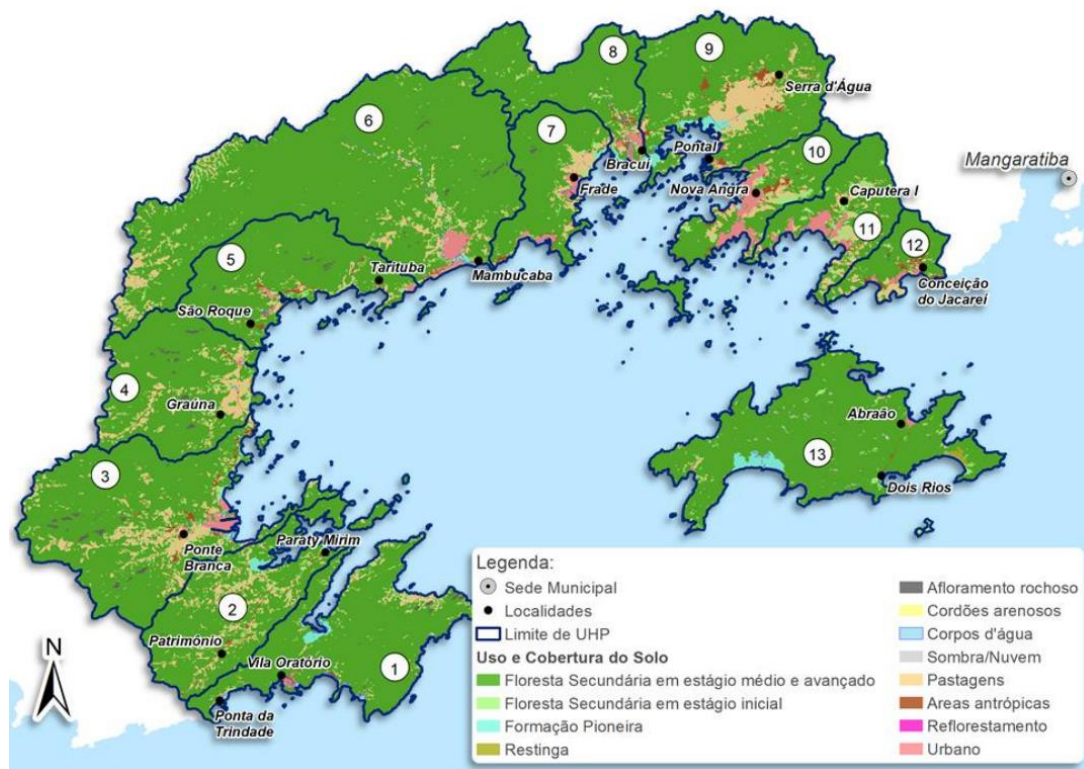 8
9
Serra d'Água
6
7
10
Bracuí
Pontal
Mangaratiba
Frade
Nova Angra
Caputera I
11
12
5
Tarituba
Mambucaba
Conceição
do Jacareí
São Roque
4
Graúna
Abraão
13
3
Dois Rios
Ponte
Branca
Paraty Mirim
2
Patrimônio
Vila Oratório
1
N
Ponta da
Trindade
Legenda:
Sede Municipal
Localidades
Limite de UHP
Uso e Cobertura do Solo
Floresta Secundária em estágio médio e avançado
Floresta Secundária em estágio inicial
Formação Pioneira
Restinga
Afloramento rochoso
Cordões arenosos
Corpos d'água
Sombra/Nuvem
Pastagens
Areas antrópicas
Reflorestamento
Urbano